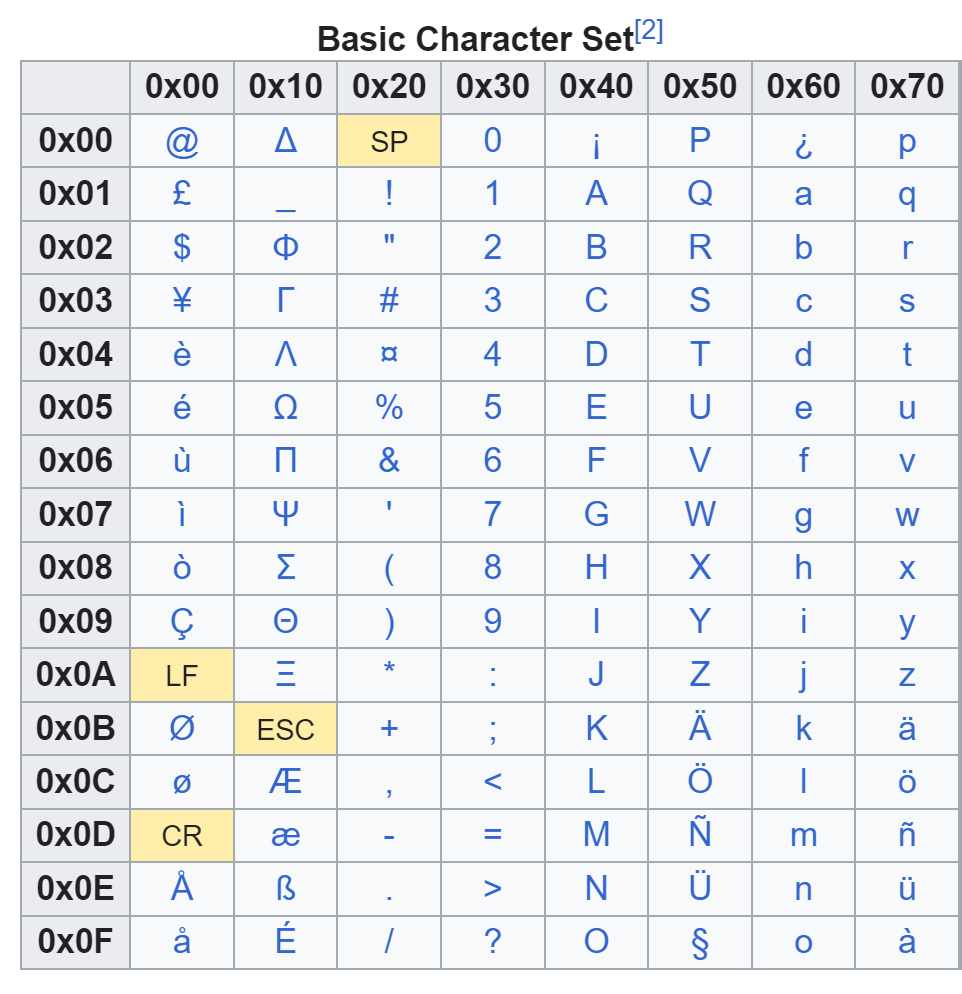 Basic Character Set[2]
0x00 0x10 0x20 0x30 0x40 0x50 0x60 0x70
0x00 @ Δ SP 0 ¡ P ¿ p
0x01 £ _ ! 1 A Q a q
0x02 $ Φ " 2 B R b r
0x03 ¥ Γ # 3 C S c s
0x04 è Λ ¤ 4 D T d t
0x05 é Ω % 5 E U e u
0x06 ù Π & 6 F V f v
0x07 ì Ψ ' 7 G W g w
0x08 ò Σ ( 8 H X h x
0x09 Ç Θ ) 9 I Y i y
0x0A LF Ξ * : J Z j z
0x0B Ø ESC + ; K Ä k ä
0x0C ø Æ , < L Ö l ö
0x0D CR æ - = M Ñ m ñ
0x0E Å ß . > N Ü n ü
0x0F å É / ? O § o à